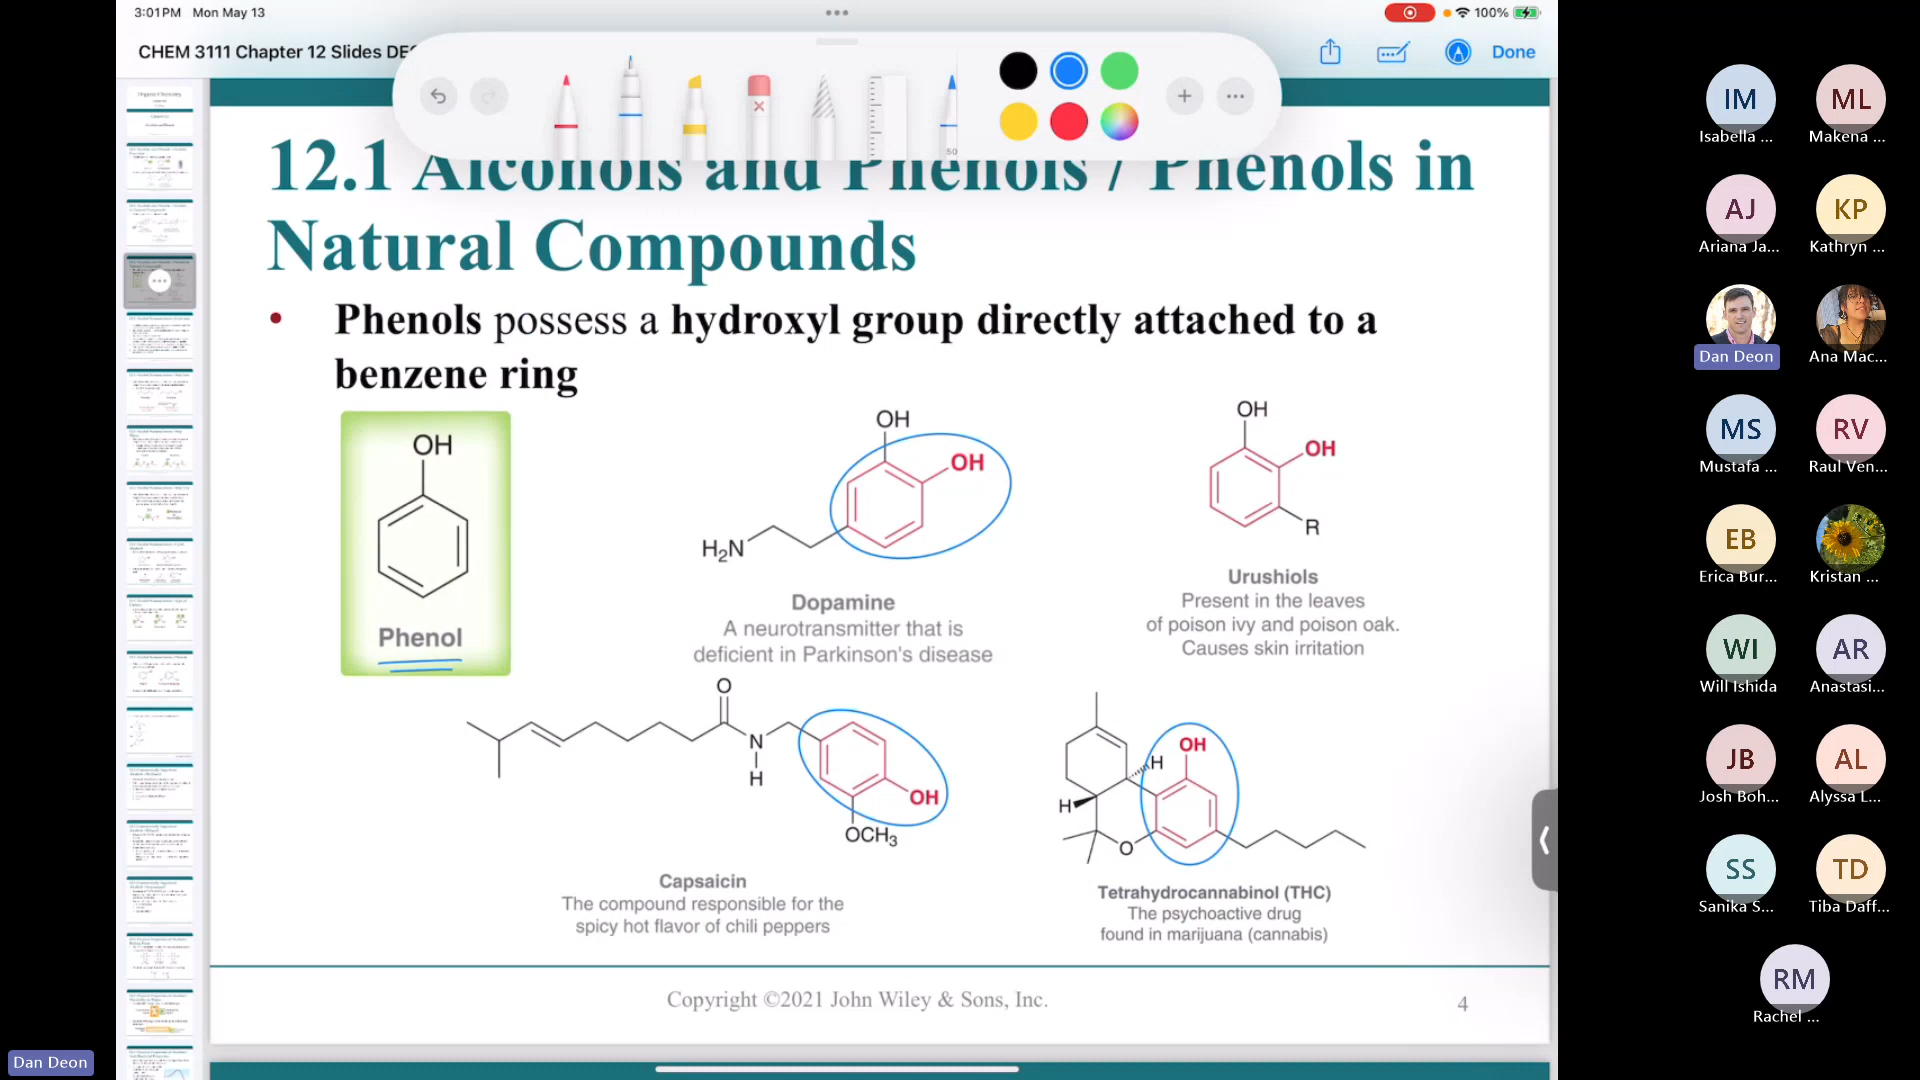 3:01PM Mon May 13
100%
CHEM 3111 Chapter 12 Slides DE
Done
50
12.1 Alcohols and Phenols / Phenols in
Natural Compounds
• Phenols possess a hydroxyl group directly attached to a
benzene ring
OH
Phenol
OH
OH
H2N
Dopamine
A neurotransmitter that is
deficient in Parkinson's disease
OH
OH
R
Urushiols
Present in the leaves
of poison ivy and poison oak.
Causes skin irritation
O
N
H
OH
OCH3
Capsaicin
The compound responsible for the
spicy hot flavor of chili peppers
OH
H
H
O
Tetrahydrocannabinol (THC)
The psychoactive drug
found in marijuana (cannabis)
Copyright ©2021 John Wiley & Sons, Inc.
4
IM
Isabella ...
ML
Makena ...
AJ
Ariana Ja...
KP
Kathryn ...
Dan Deon
Ana Mac...
MS
Mustafa ...
RV
Raul Ven...
EB
Erica Bur...
Kristan ...
WI
Will Ishida
AR
Anastasi...
JB
Josh Boh...
AL
Alyssa L...
SS
Sanika S...
TD
Tiba Daff...
RM
Rachel ...
Dan Deon